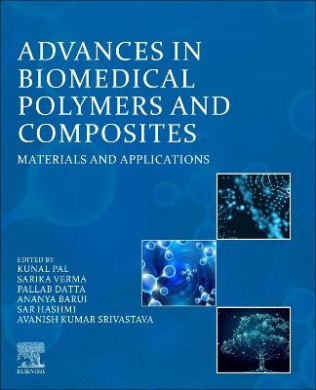 ADVANCES IN
BIOMEDICAL
POLYMERS AND
COMPOSITES
MATERIALS AND APPLICATIONS
EDITED BY
KUNAL PAL
SARIKA VERMA
PALLAB DATTA
ANANYA BARUI
SAR HASHMI
AVANISH KUMAR SRIVASTAVA
ELSEVIER